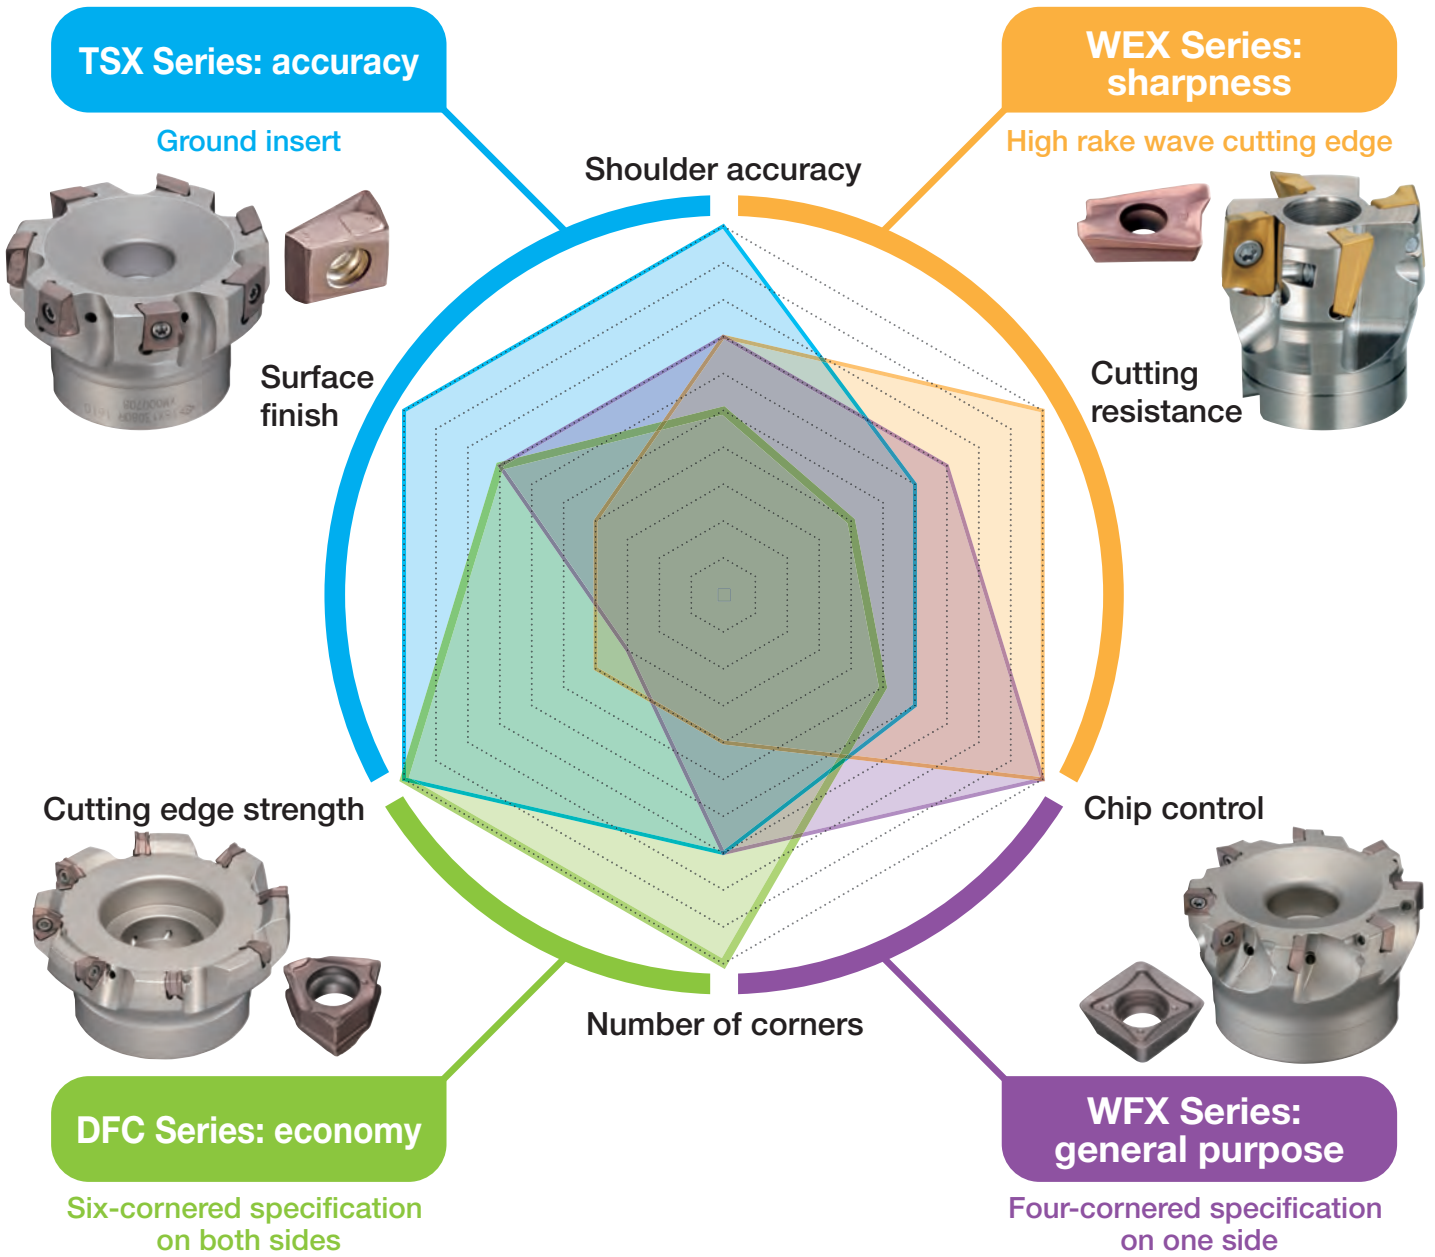 TSX Series: accuracy
Ground insert
WEX Series:
sharpness
High rake wave cutting edge
Shoulder accuracy
Surface
finish
Cutting
resistance
Cutting edge strength
Chip control
Number of corners
DFC Series: economy
Six-cornered specification
on both sides
WFX Series:
general purpose
Four-cornered specification
on one side